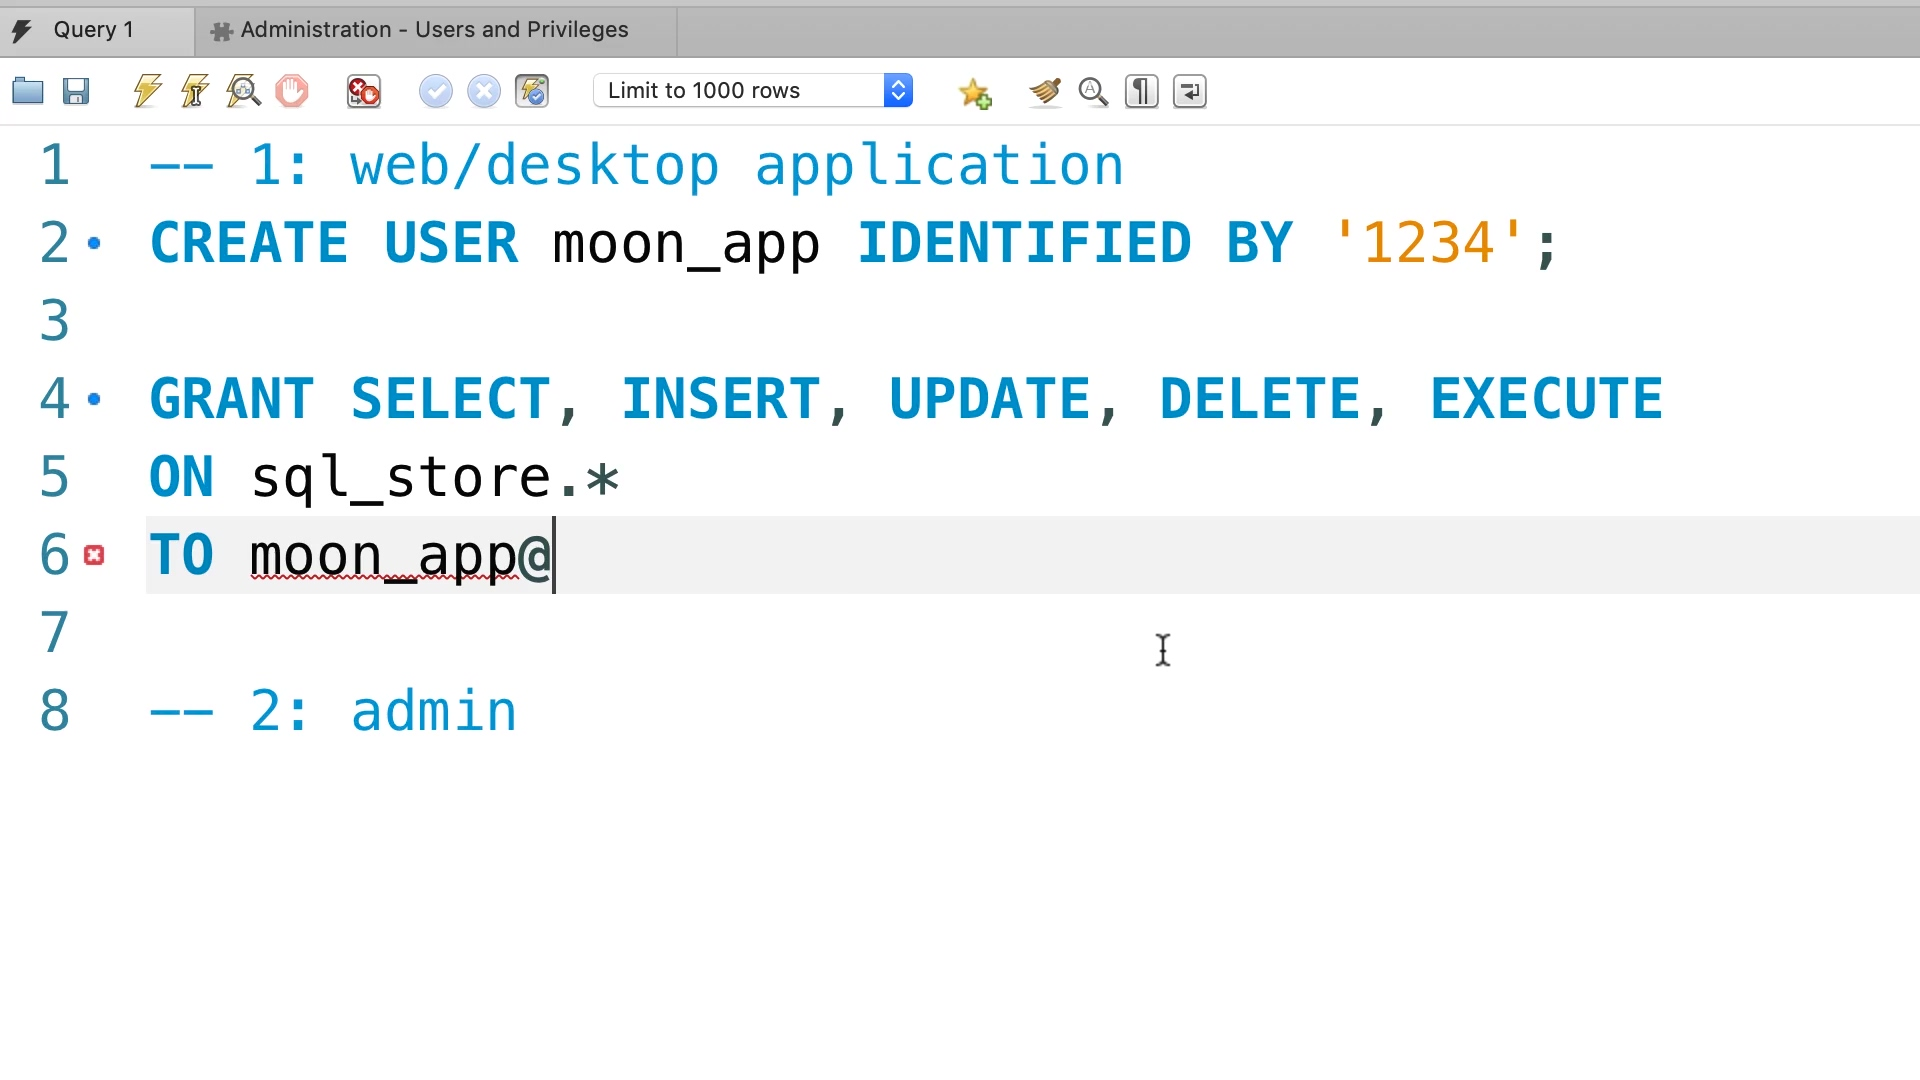 Query 1
Administration - Users and Privileges
Limit to 1000 rows
1 -- 1: web/desktop application
2 CREATE USER moon_app IDENTIFIED BY '1234';
3
4 GRANT SELECT, INSERT, UPDATE, DELETE, EXECUTE
5 ON sql_store.*
6 TO moon_app@
7
8 -- 2: admin